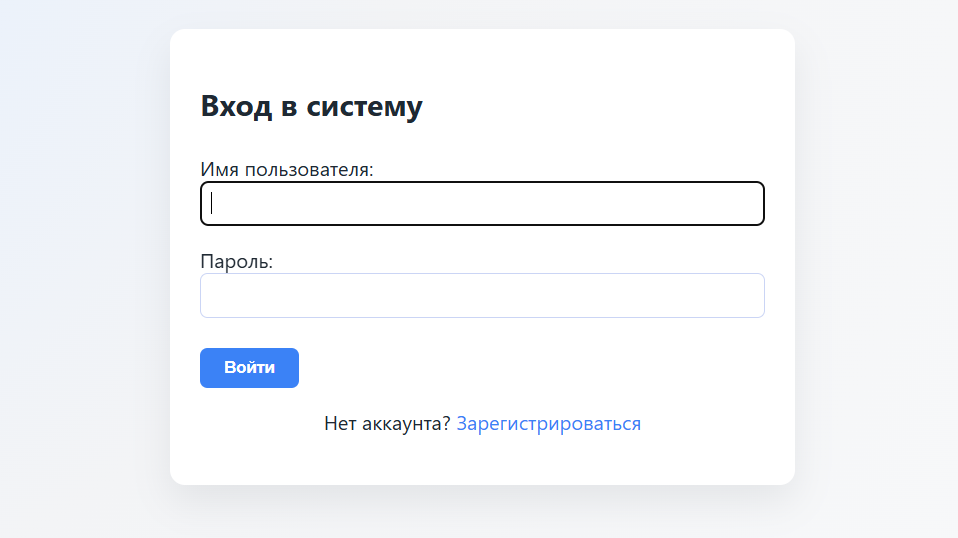 Вход в систему
Имя пользователя:
Пароль:
Войти
Нет аккаунта? Зарегистрироваться